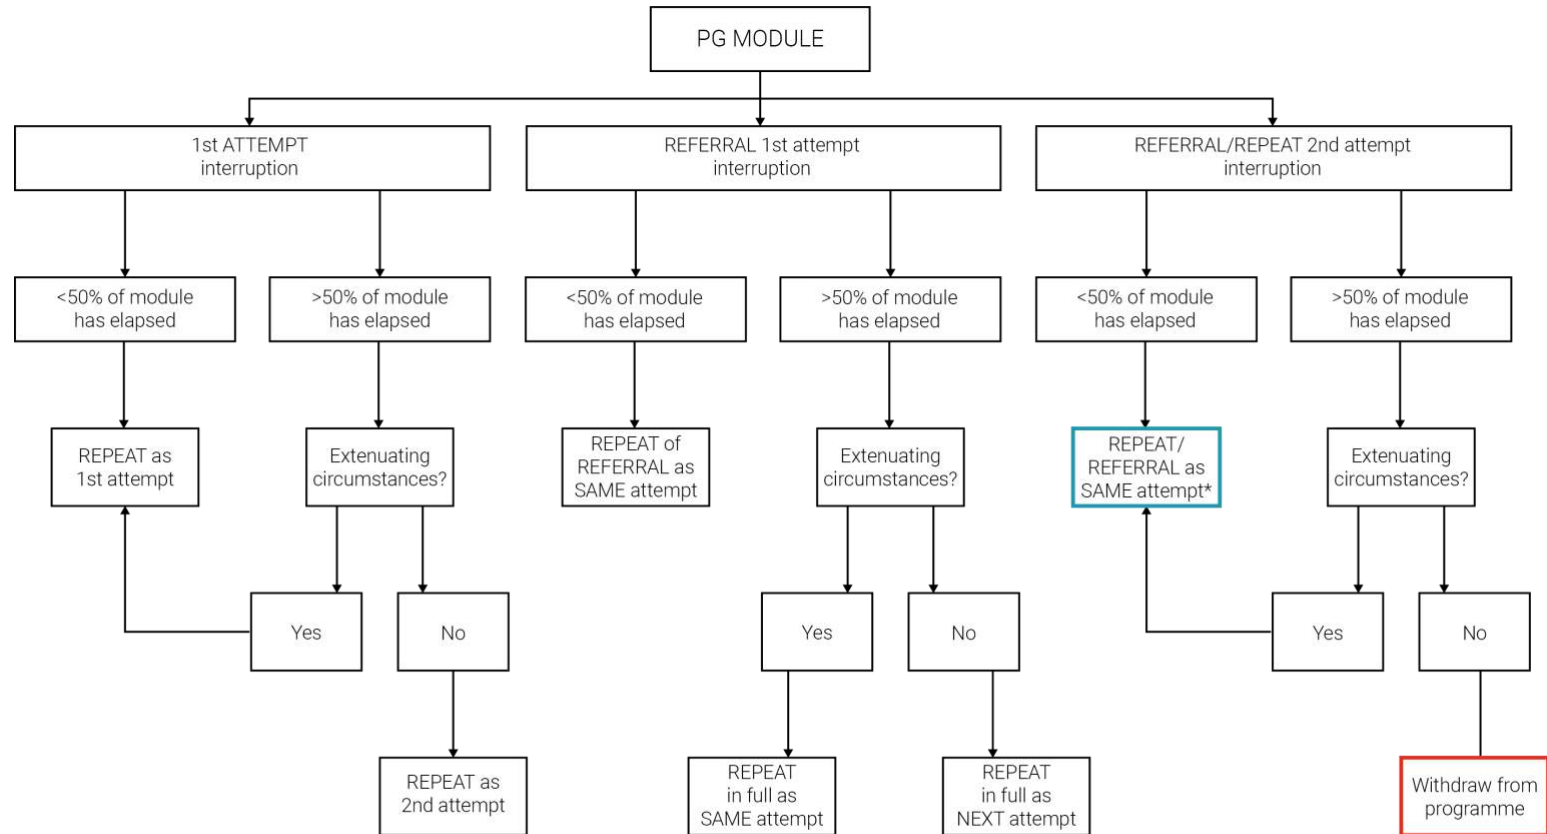 PG MODULE
1st ATTEMPT
interruption
REFERRAL 1st attempt
interruption
REFERRAL/REPEAT 2nd attempt
interruption
<50% of module
has elapsed
>50% of module
has elapsed
<50% of module
has elapsed
>50% of module
has elapsed
<50% of module
has elapsed
>50% of module
has elapsed
REPEAT as
1st attempt
Extenuating
circumstances?
REPEAT of
REFERRAL as
SAME attempt
Extenuating
circumstances?
REPEAT/
REFERRAL as
SAME attempt*
Extenuating
circumstances?
Yes
No
Yes
No
Yes
No
REPEAT as
2nd attempt
REPEAT
in full as
SAME attempt
REPEAT
in full as
NEXT attempt
Withdraw from
programme